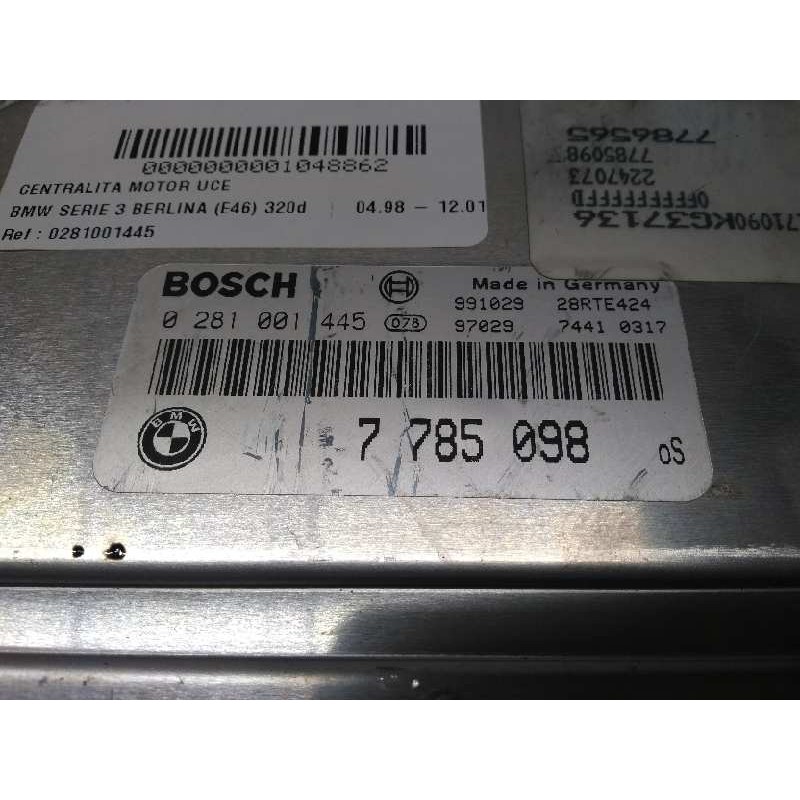 0000000001048862
CENTRALITA MOTOR UCE
BMW SERIE 3 BERLINA (E46) 320d 04.98 - 12.01
Ref : 0281001445
7786565
7785098
2247073
0FFFFFFFFD
71090KG37136
BOSCH Made in Germany
991029 28RTE424
0 281 001 445 078 97029 7441 0317
BMW 7 785 098 oS